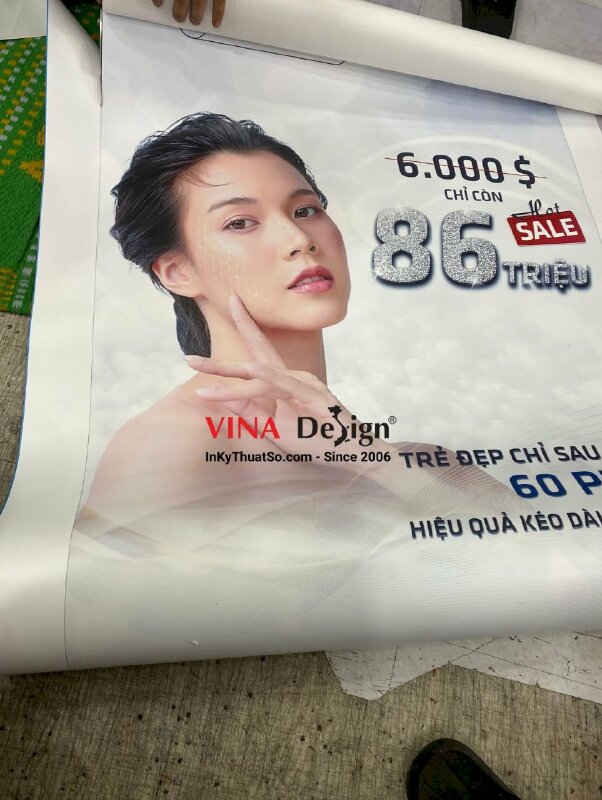 6.000 $
CHỈ CÒN
86 TRIỆU
Hot
SALE
VINA Design®
InKyThuatSo.com - Since 2006
TRẺ ĐẸP CHỈ SAU
60
HIỆU QUẢ KÉO DÀI